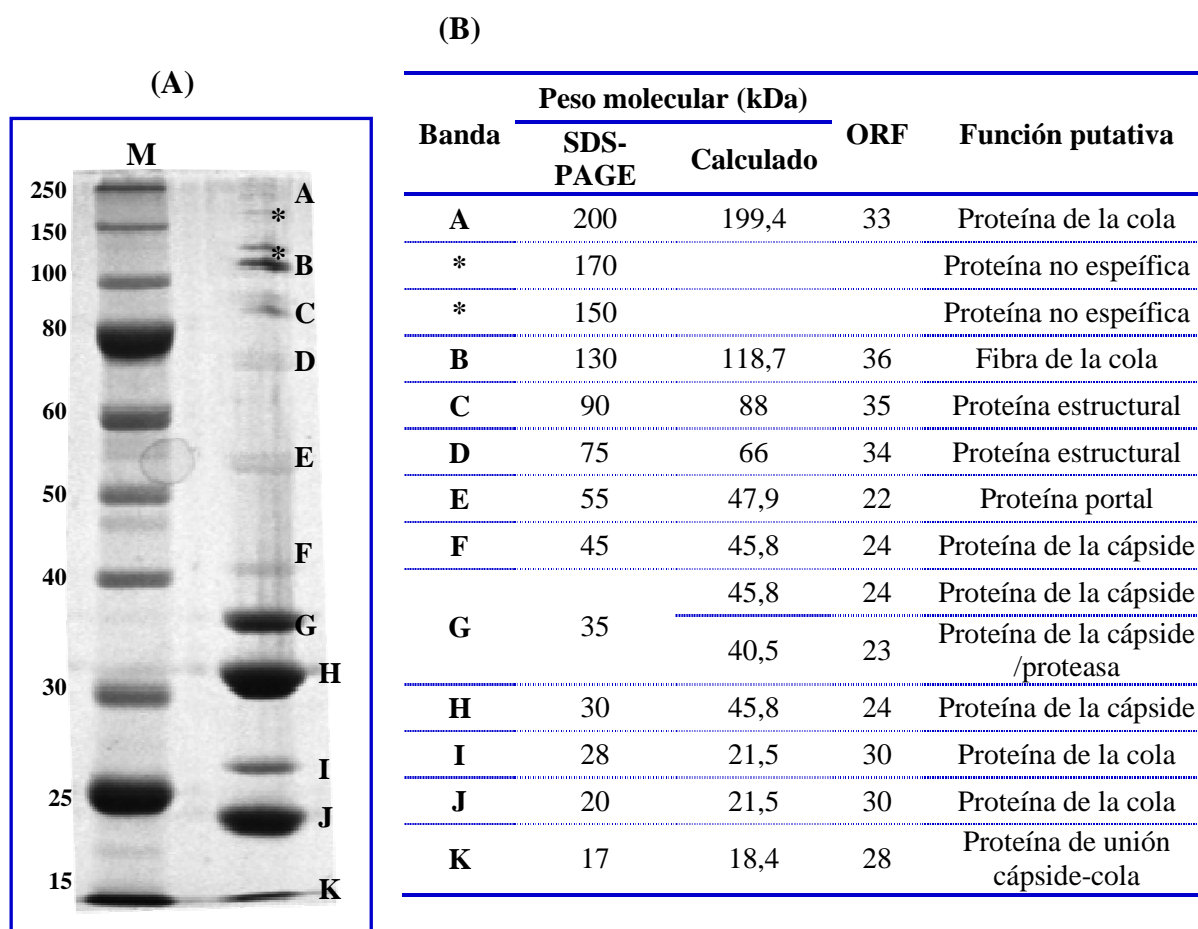 (B)
(A)
M
250
150
100
80
60
50
40
30
25
15
A
*
*
B
C
D
E
F
G
H
I
J
K
Peso molecular (kDa)
Banda SDS-PAGE Calculado ORF Función putativa
A 200 199,4 33 Proteína de la cola
* 170 Proteína no espeífica
* 150 Proteína no espeífica
B 130 118,7 36 Fibra de la cola
C 90 88 35 Proteína estructural
D 75 66 34 Proteína estructural
E 55 47,9 22 Proteína portal
F 45 45,8 24 Proteína de la cápside
G 35 45,8 24 Proteína de la cápside
40,5 23 Proteína de la cápside
/proteasa
H 30 45,8 24 Proteína de la cápside
I 28 21,5 30 Proteína de la cola
J 20 21,5 30 Proteína de la cola
K 17 18,4 28 Proteína de unión
cápside-cola